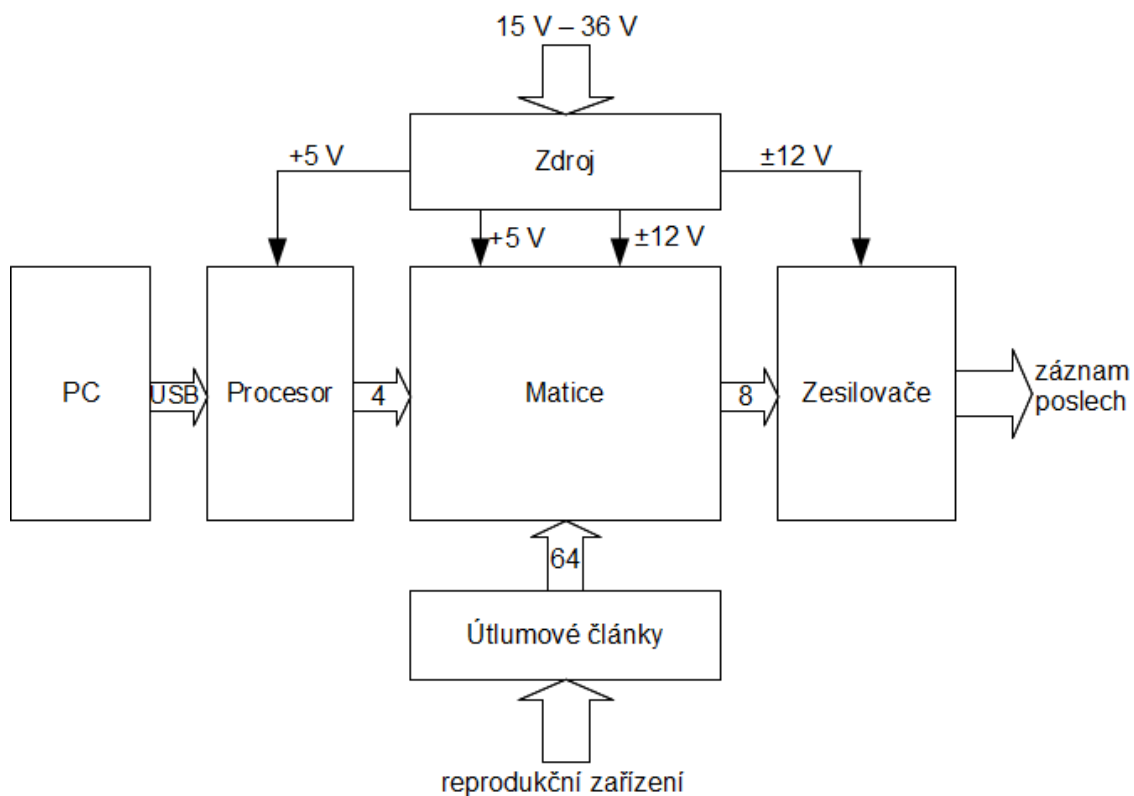 15 V – 36 V
+5 V
Zdroj
±12 V
+5 V
±12 V
PC
USB
Procesor
4
Matice
8
Zesilovače
záznam
poslech
64
Útlumové články
reprodukční zařízení